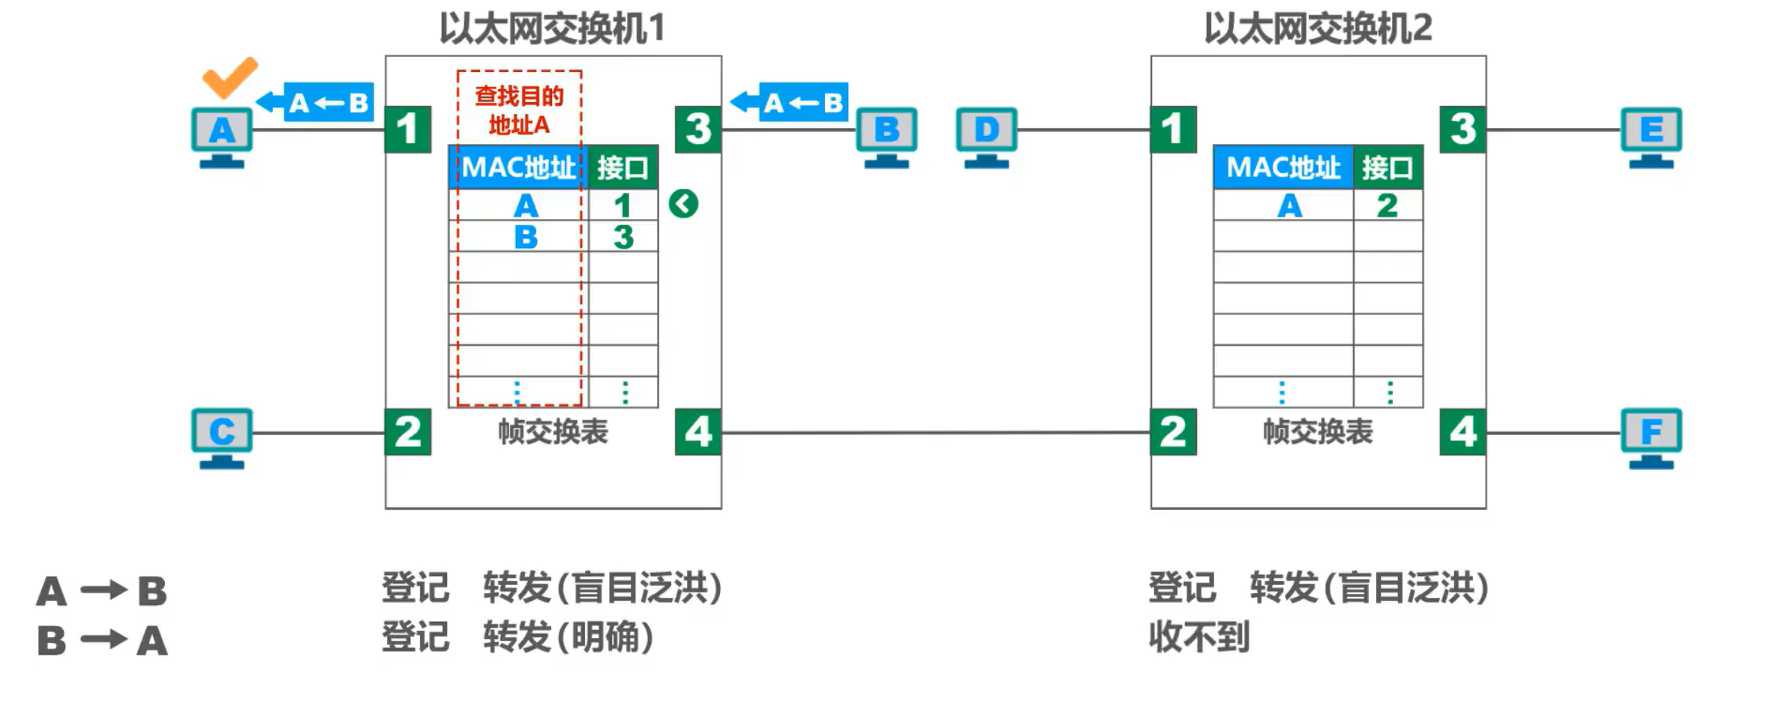 以太网交换机1
以太网交换机2
A←B
A←B
查找目的
地址A
A
1
3
B
D
1
3
E
MAC地址 接口
A 1
B 3
⋮ ⋮
MAC地址 接口
A 2
⋮ ⋮
C
2
帧交换表
4
2
帧交换表
4
F
A→B 登记 转发(盲目泛洪) 登记 转发(盲目泛洪)
B→A 登记 转发(明确) 收不到